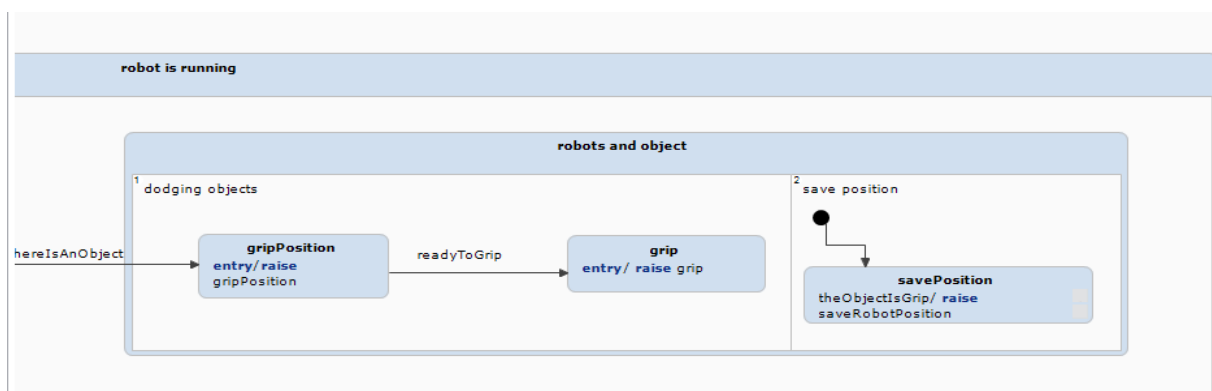 robot is running
robots and object
1
dodging objects
2
save position
hereIsAnObject
gripPosition
entry/raise
gripPosition
readyToGrip
grip
entry/ raise grip
savePosition
theObjectIsGrip/ raise
saveRobotPosition